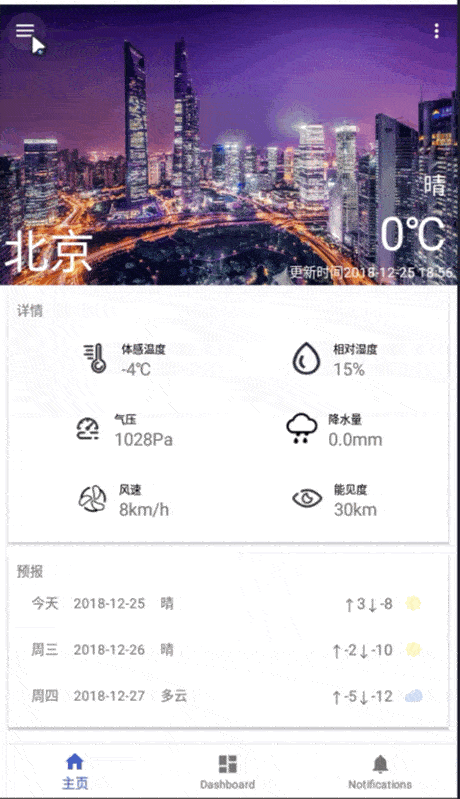 晴
0℃
北京
更新时间2018-12-25 18:56
详情
体感温度
-4℃
相对湿度
15%
气压
1028Pa
降水量
0.0mm
风速
8km/h
能见度
30km
预报
今天 2018-12-25 晴 ↑3↓-8
周三 2018-12-26 晴 ↑-2↓-10
周四 2018-12-27 多云 ↑-5↓-12
主页 Dashboard Notifications